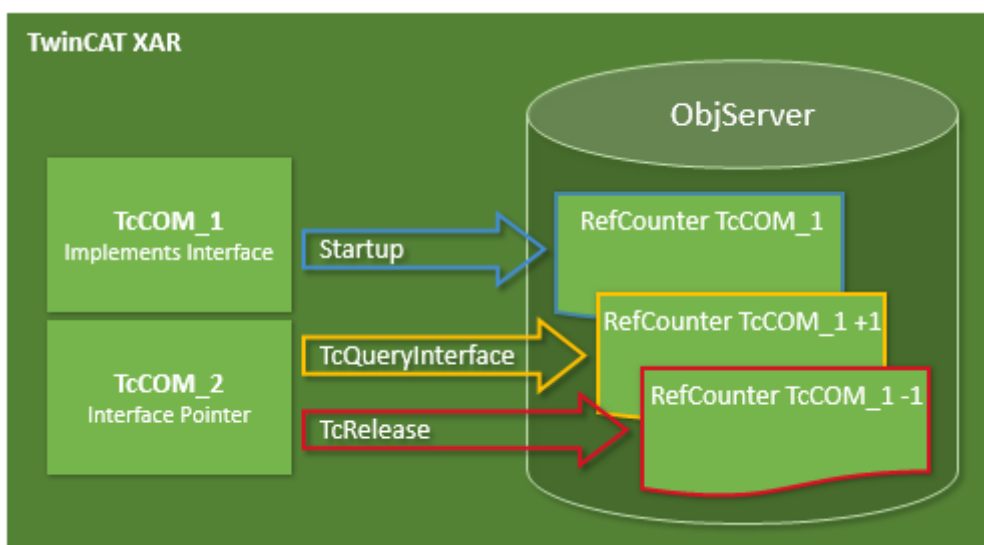 TwinCAT XAR
ObjServer
TcCOM_1
Implements Interface
Startup
RefCounter TcCOM_1
TcCOM_2
Interface Pointer
TcQueryInterface
RefCounter TcCOM_1 +1
TcRelease
RefCounter TcCOM_1 -1